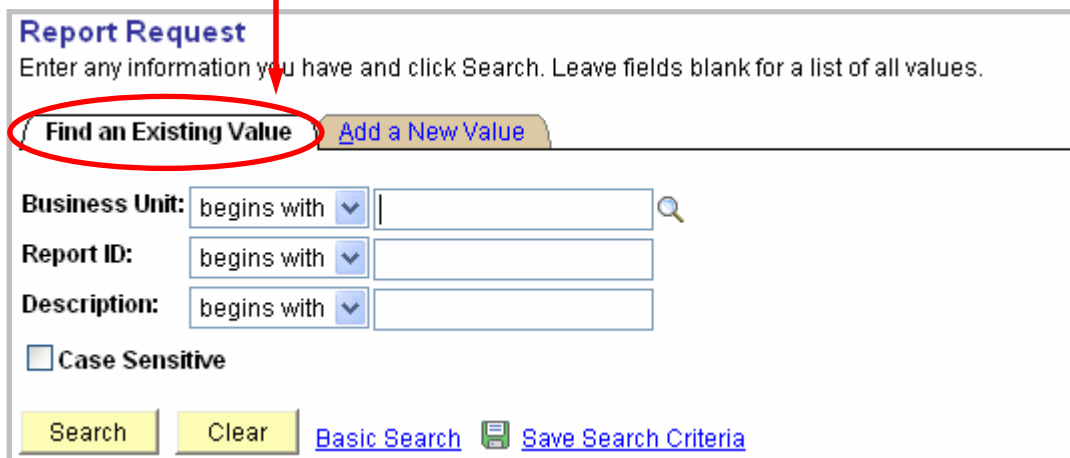 Report Request
Enter any information you have and click Search. Leave fields blank for a list of all values.
Find an Existing Value Add a New Value
Business Unit: begins with
Report ID: begins with
Description: begins with
Case Sensitive
Search Clear Basic Search Save Search Criteria